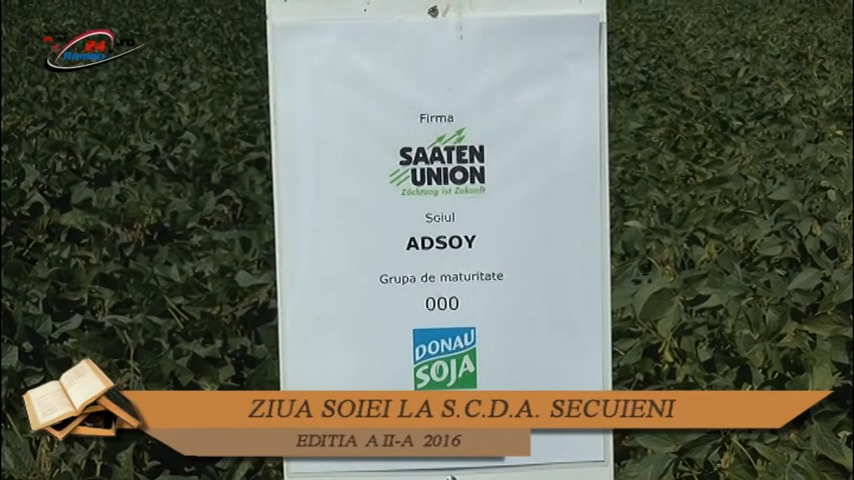 24
Firma
SAATEN
UNION
Züchtung ist Zukunft
Soiul
ADSOY
Grupa de maturitate
000
DONAU
SOJA
ZIUA SOIEI LA S.C.D.A. SECUIENI
EDITIA A II-A 2016